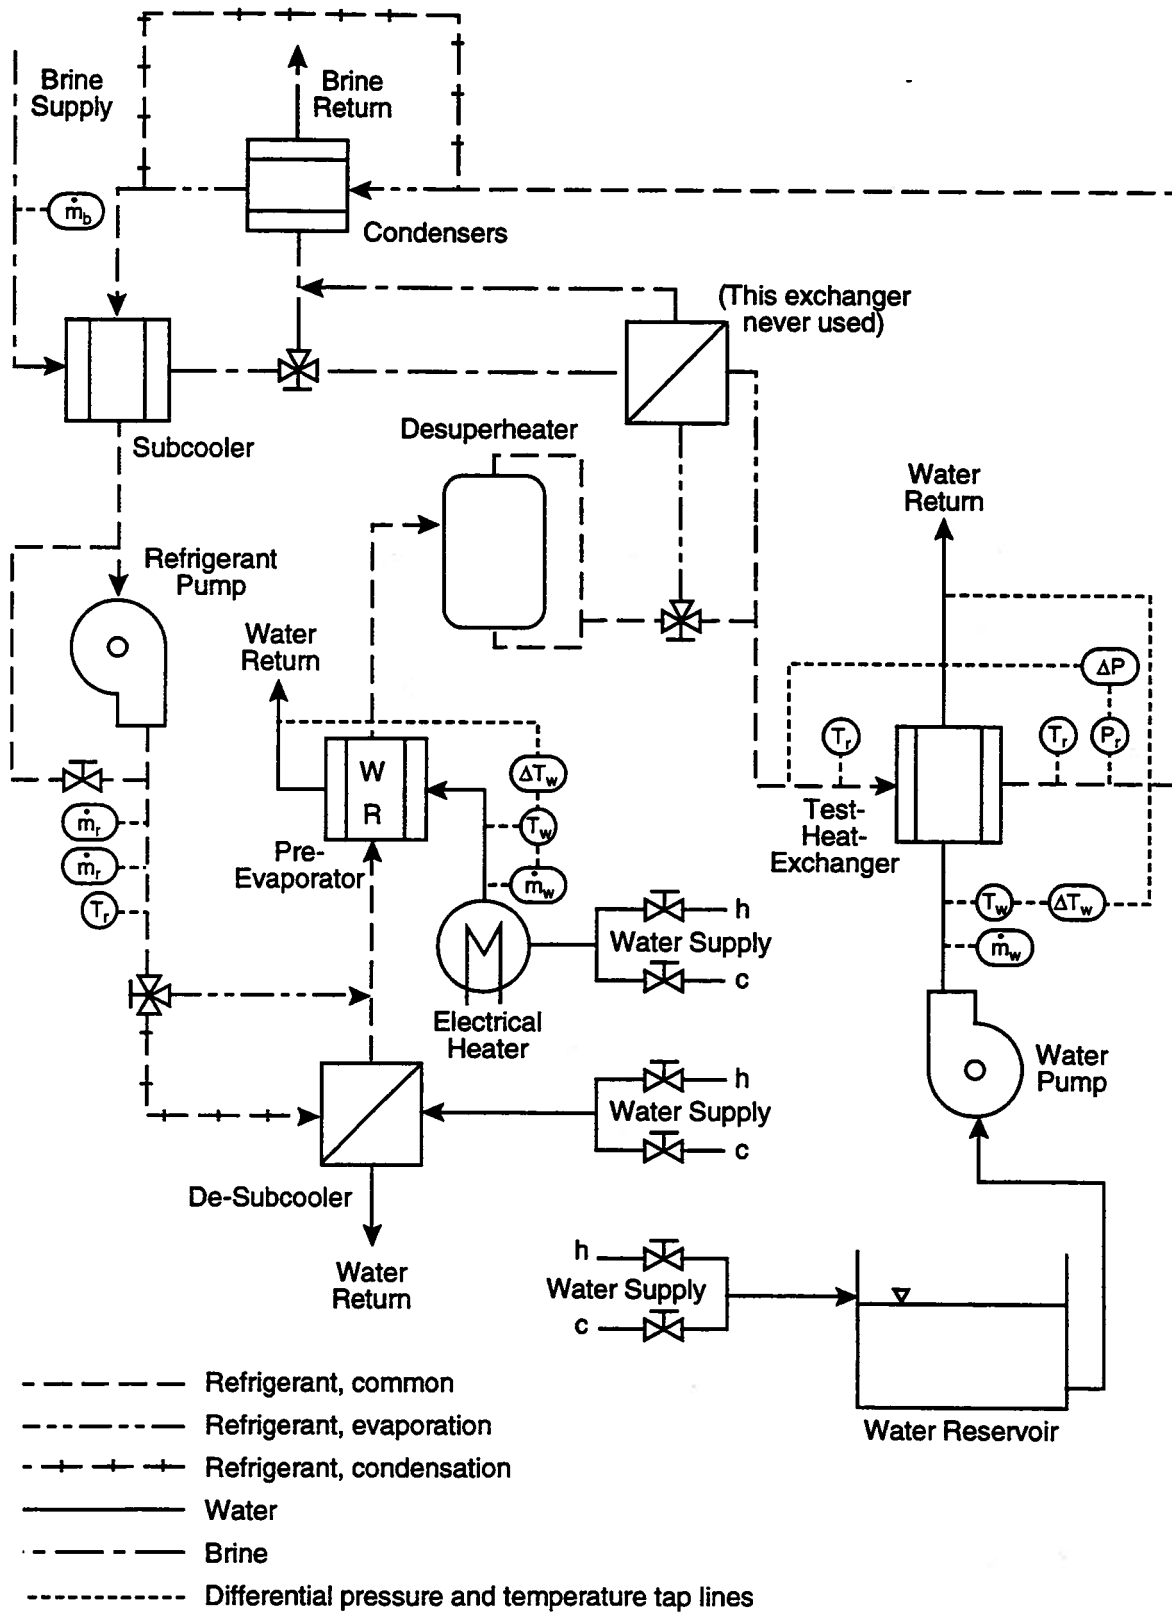 Brine
Supply
Brine
Return
ṁb
Condensers
(This exchanger
never used)
Subcooler
Desuperheater
Water
Return
Refrigerant
Pump
Water
Return
ΔP
Tr
Tr
Pr
W
R
ΔTw
Tw
ṁw
Pre-
Evaporator
Test-
Heat-
Exchanger
ṁr
ṁr
Tr
h
Water Supply
c
Tw
ΔTw
ṁw
Electrical
Heater
h
Water Supply
c
Water
Pump
De-Subcooler
Water
Return
h
Water Supply
c
Water Reservoir
Refrigerant, common
Refrigerant, evaporation
Refrigerant, condensation
Water
Brine
Differential pressure and temperature tap lines